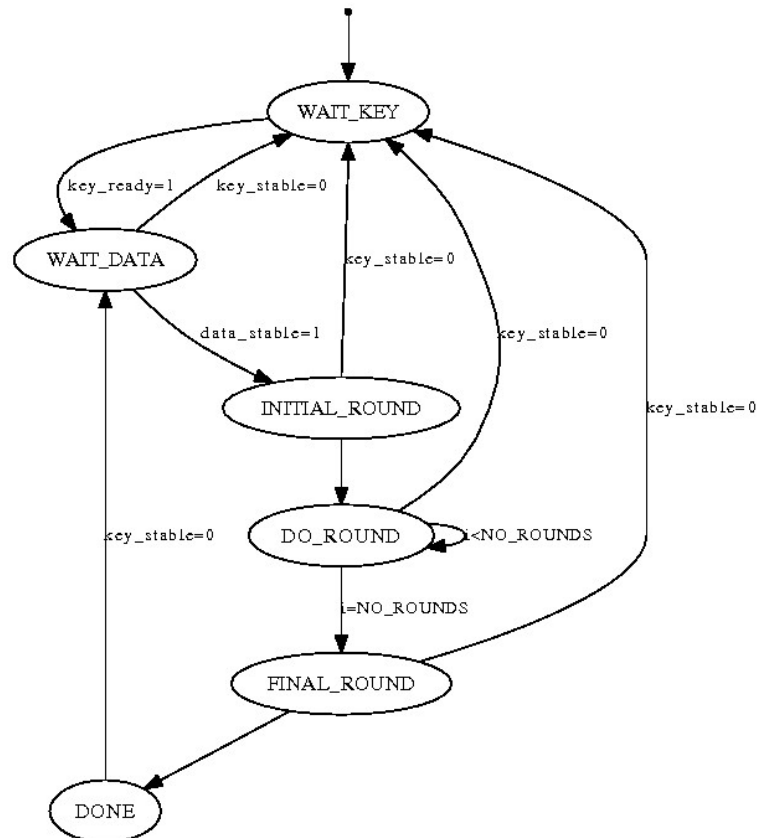 WAIT_KEY
key_ready=1
key_stable=0
WAIT_DATA
key_stable=0
data_stable=1
key_stable=0
INITIAL_ROUND
key_stable=0
DO_ROUND
i<NO_ROUNDS
key_stable=0
i=NO_ROUNDS
FINAL_ROUND
DONE